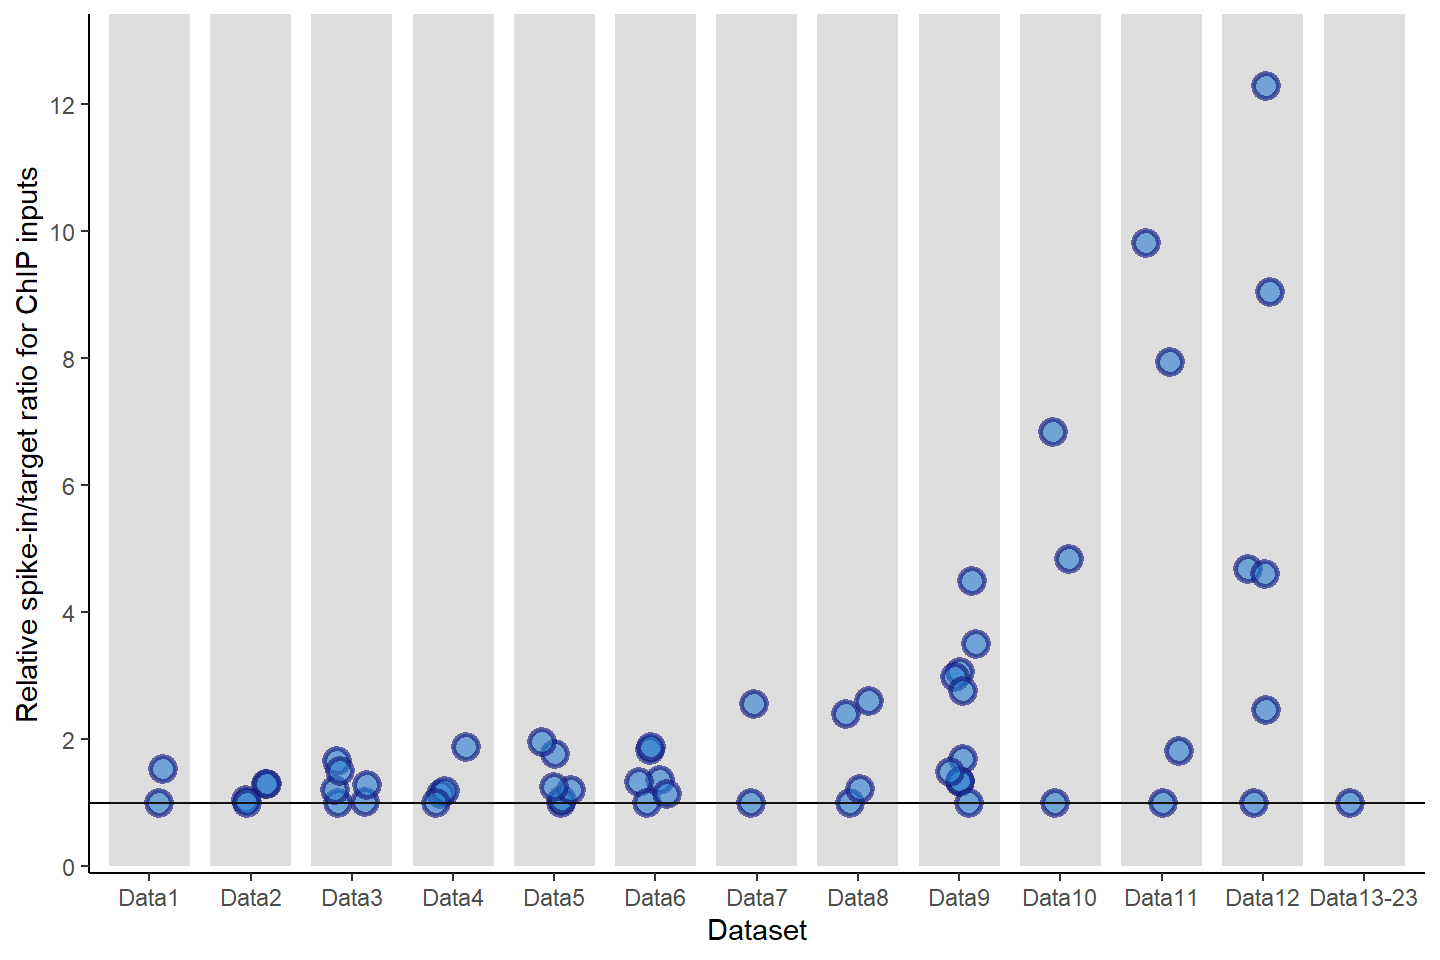 Relative spike-in/target ratio for ChIP inputs
12
10
8
6
4
2
0
Data1 Data2 Data3 Data4 Data5 Data6 Data7 Data8 Data9 Data10 Data11 Data12 Data13-23
Dataset